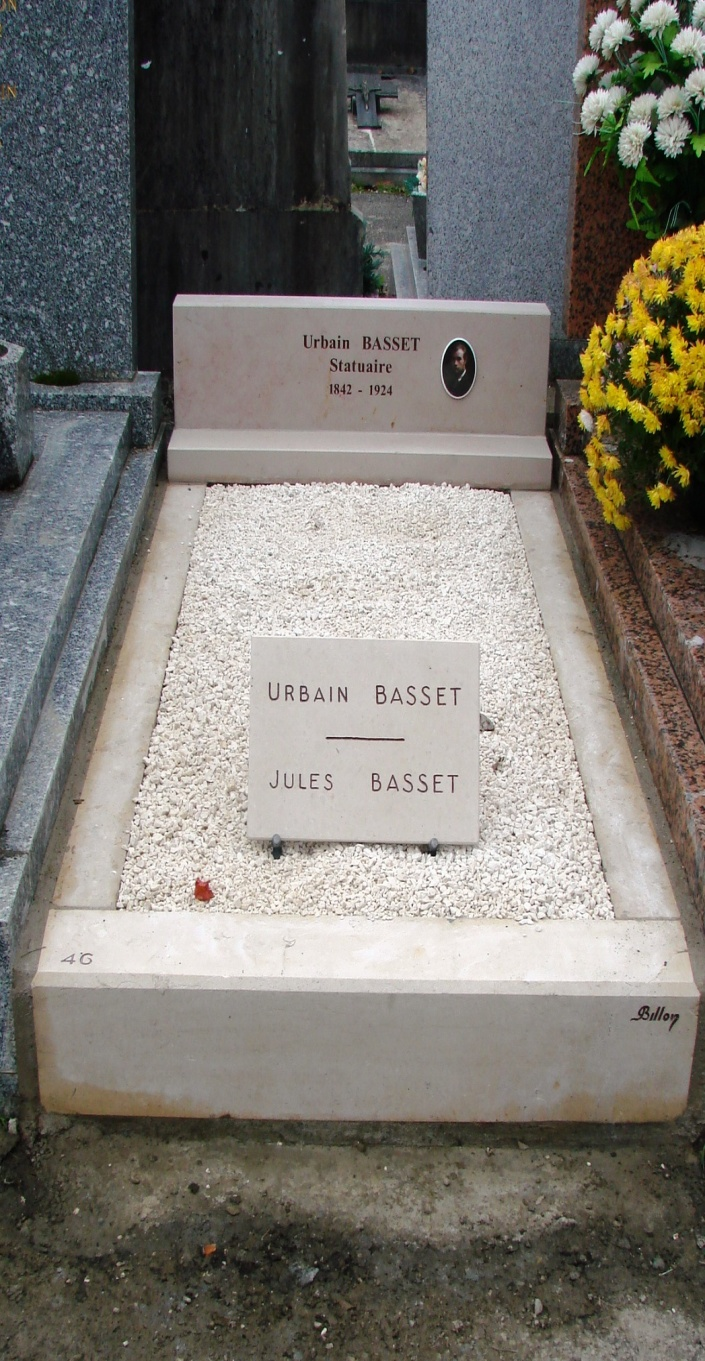 Urbain BASSET
Statuaire
1842 - 1924
URBAIN BASSET
JULES BASSET
46
Billon